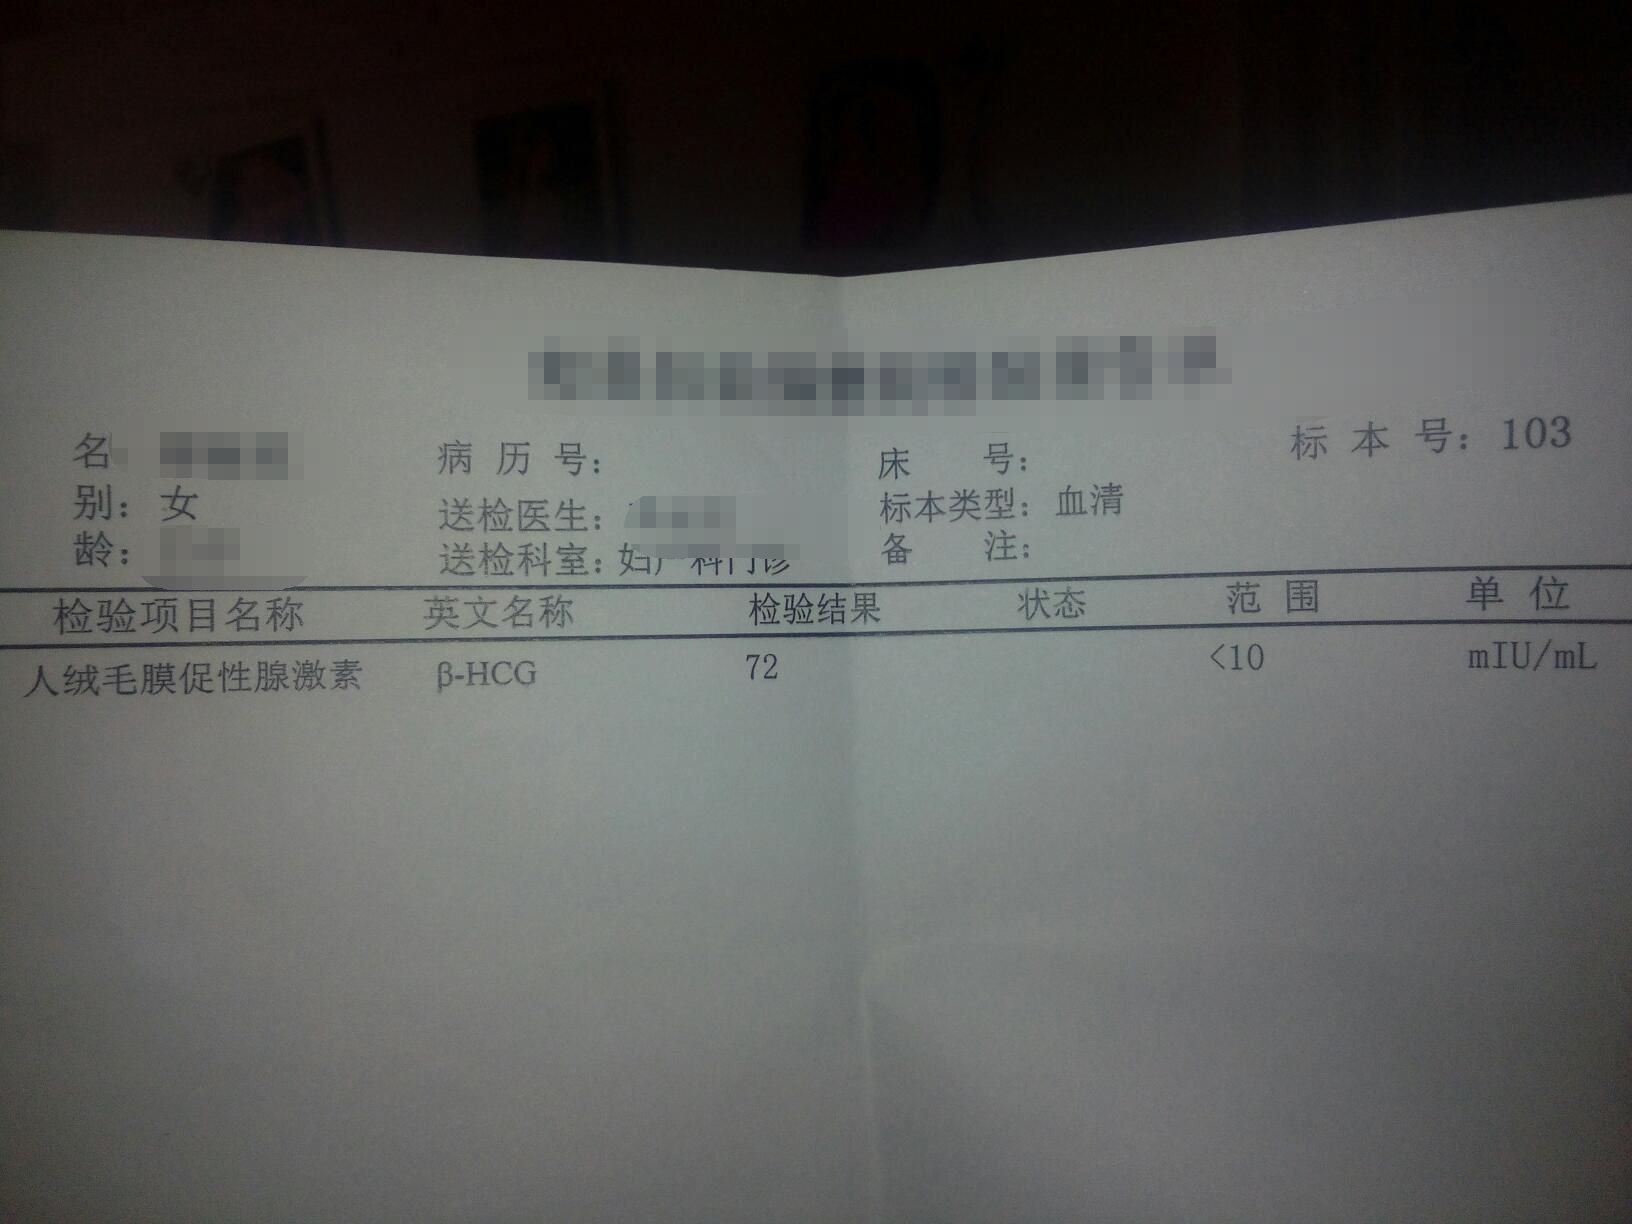 名
病 历 号：
床 号：
标 本 号：103
别：女
送检医生：
标本类型：血清
龄：
送检科室：妇产科门诊
备 注：
检验项目名称 英文名称 检验结果 状态 范 围 单 位
人绒毛膜促性腺激素 β-HCG 72 <10 mIU/mL